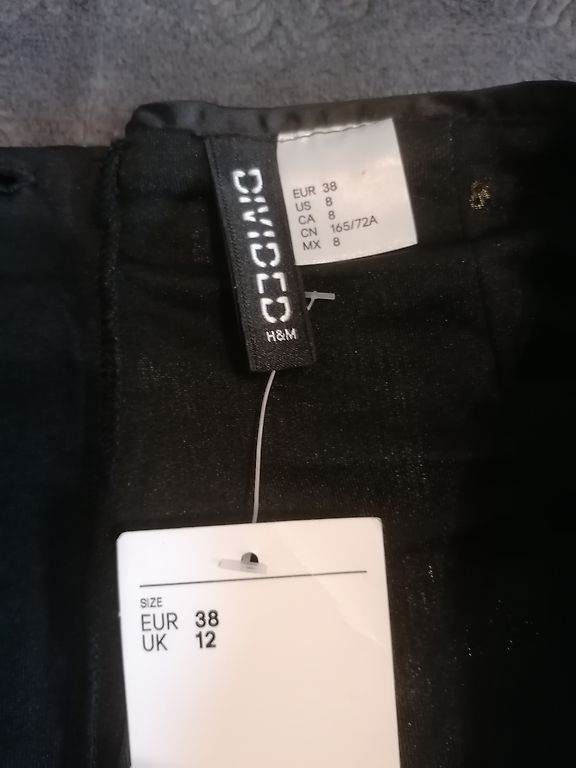 DIVIDED
H&M
EUR 38
US 8
CA 8
CN 165/72A
MX 8
SIZE
EUR 38
UK 12